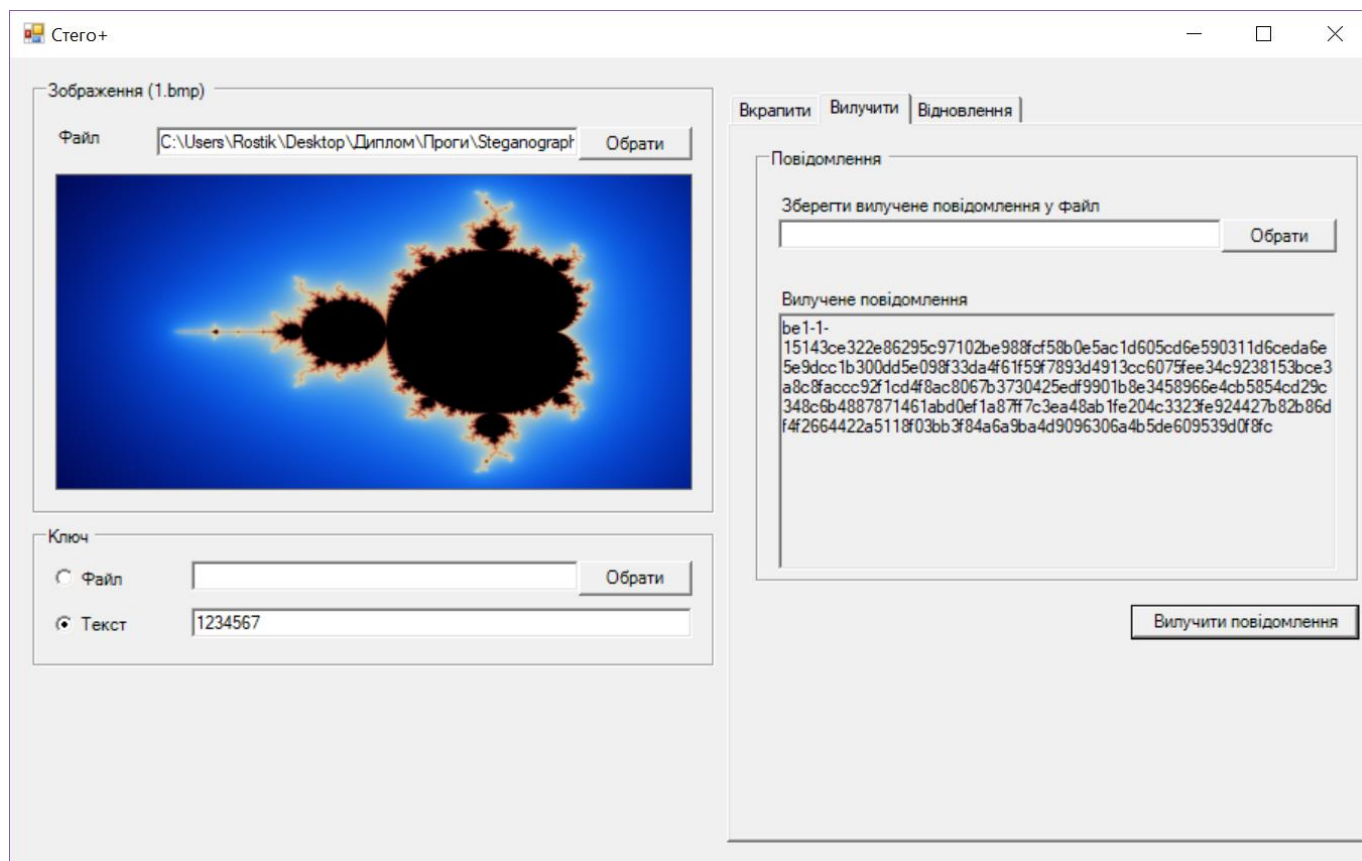 Стего+
Зображення (1.bmp)
Файл
C:\Users\Rostik\Desktop\Диплом\Проги\Steganograph
Обрати
Ключ
Файл
Обрати
Текст
1234567
Вкрапити
Вилучити
Відновлення
Повідомлення
Зберегти вилучене повідомлення у файл
Обрати
Вилучене повідомлення
be1-1-
15143ce322e86295c97102be988fcf58b0e5ac1d605cd6e590311d6ceda6e
5e9dcc1b300dd5e098f33da4f61f59f7893d4913cc6075fee34c9238153bce3
a8c8faccc92f1cd4f8ac8067b3730425edf9901b8e3458966e4cb5854cd29c
348c6b4887871461abd0ef1a87ff7c3ea48ab1fe204c3323fe924427b82b86d
f4f2664422a5118f03bb3f84a6a9ba4d9096306a4b5de609539d0f8fc
Вилучити повідомлення